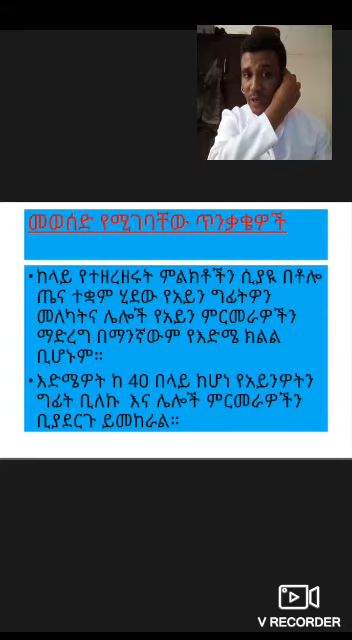 መወሰድ የሚገባቸው ጥንቃቄዎች
•ከላይ የተዘረዘሩት ምልክቶችን ሲያዪ በቶሎ
ጤና ተቋም ሂደው የአይን ግፊትዎን
መለካትና ሌሎች የአይን ምርመራዎችን
ማድረግ በማንኛውም የእድሜ ክልል
ቢሆኑም።
•እድሜዎት ከ 40 በላይ ከሆነ የአይንዎትን
ግፊት ቢለኩ እና ሌሎች ምርመራዎችን
ቢያደርጉ ይመከራል።
V RECORDER